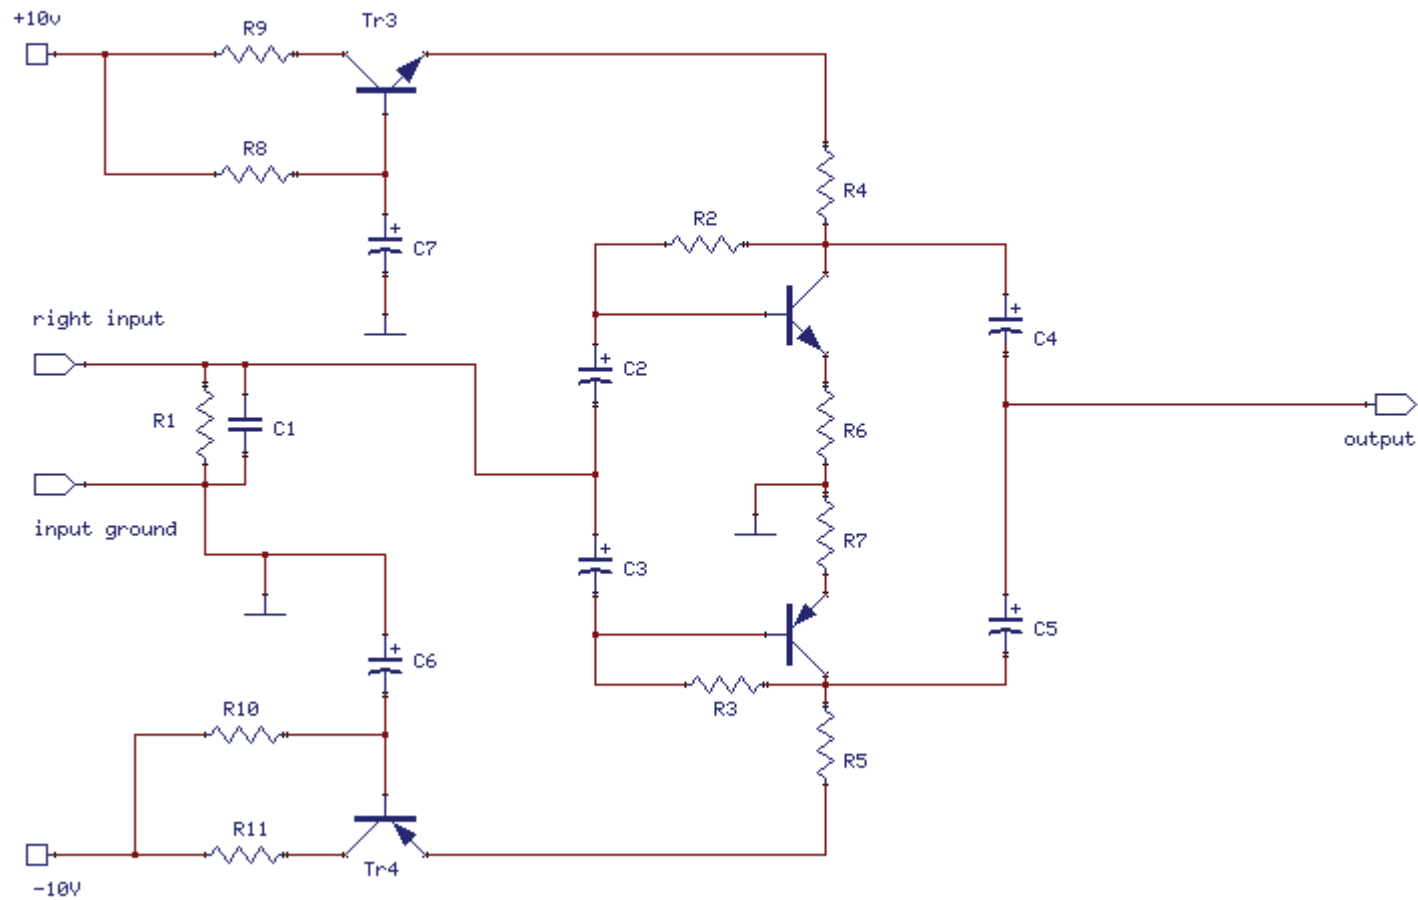 +10v
R9
Tr3
R8
R4
R2
C7
right input
C4
C2
R1
C1
R6
output
input ground
R7
C3
C5
C6
R10
R3
R5
R11
Tr4
-10V